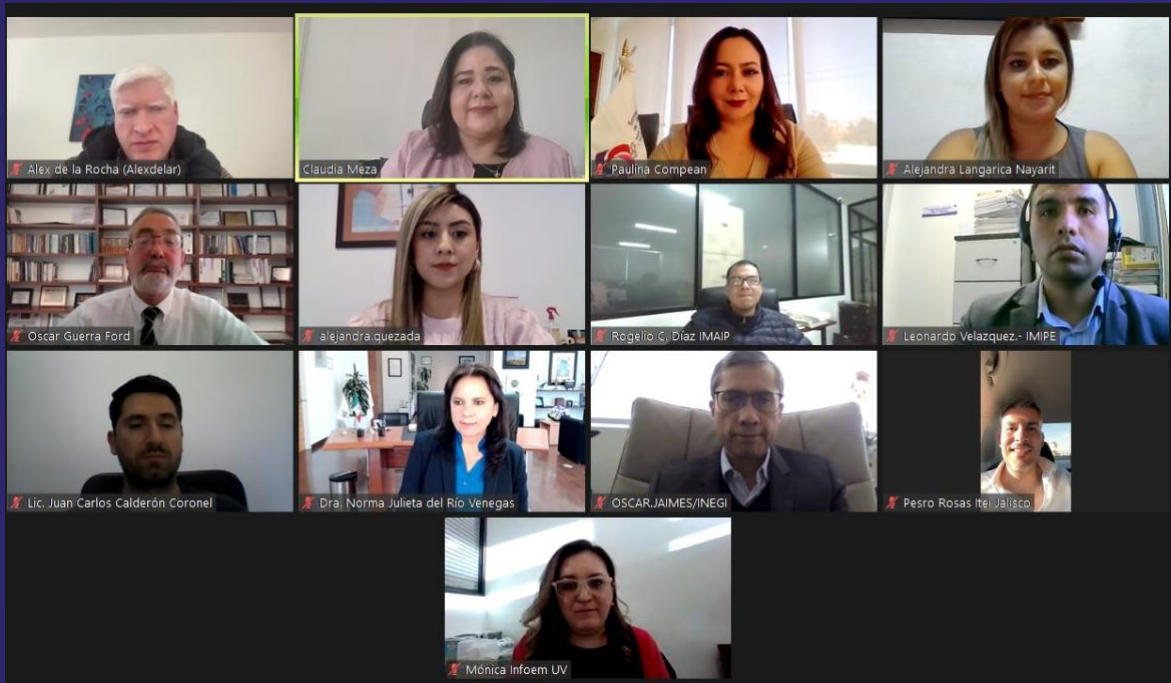 Alex de la Rocha (Alexdelar)
Claudia Meza
Paulina Compean
Alejandra Langarica Nayarit
Oscar Guerra Ford
alejandra.quezada
Rogelio C. Díaz IMAIP
Leonardo Velazquez.- IMIPE
Lic. Juan Carlos Calderón Coronel
Dra. Norma Julieta del Río Venegas
OSCAR.JAIMES/INEGI
Pesro Rosas Itei Jalisco
Mónica Infoem UV